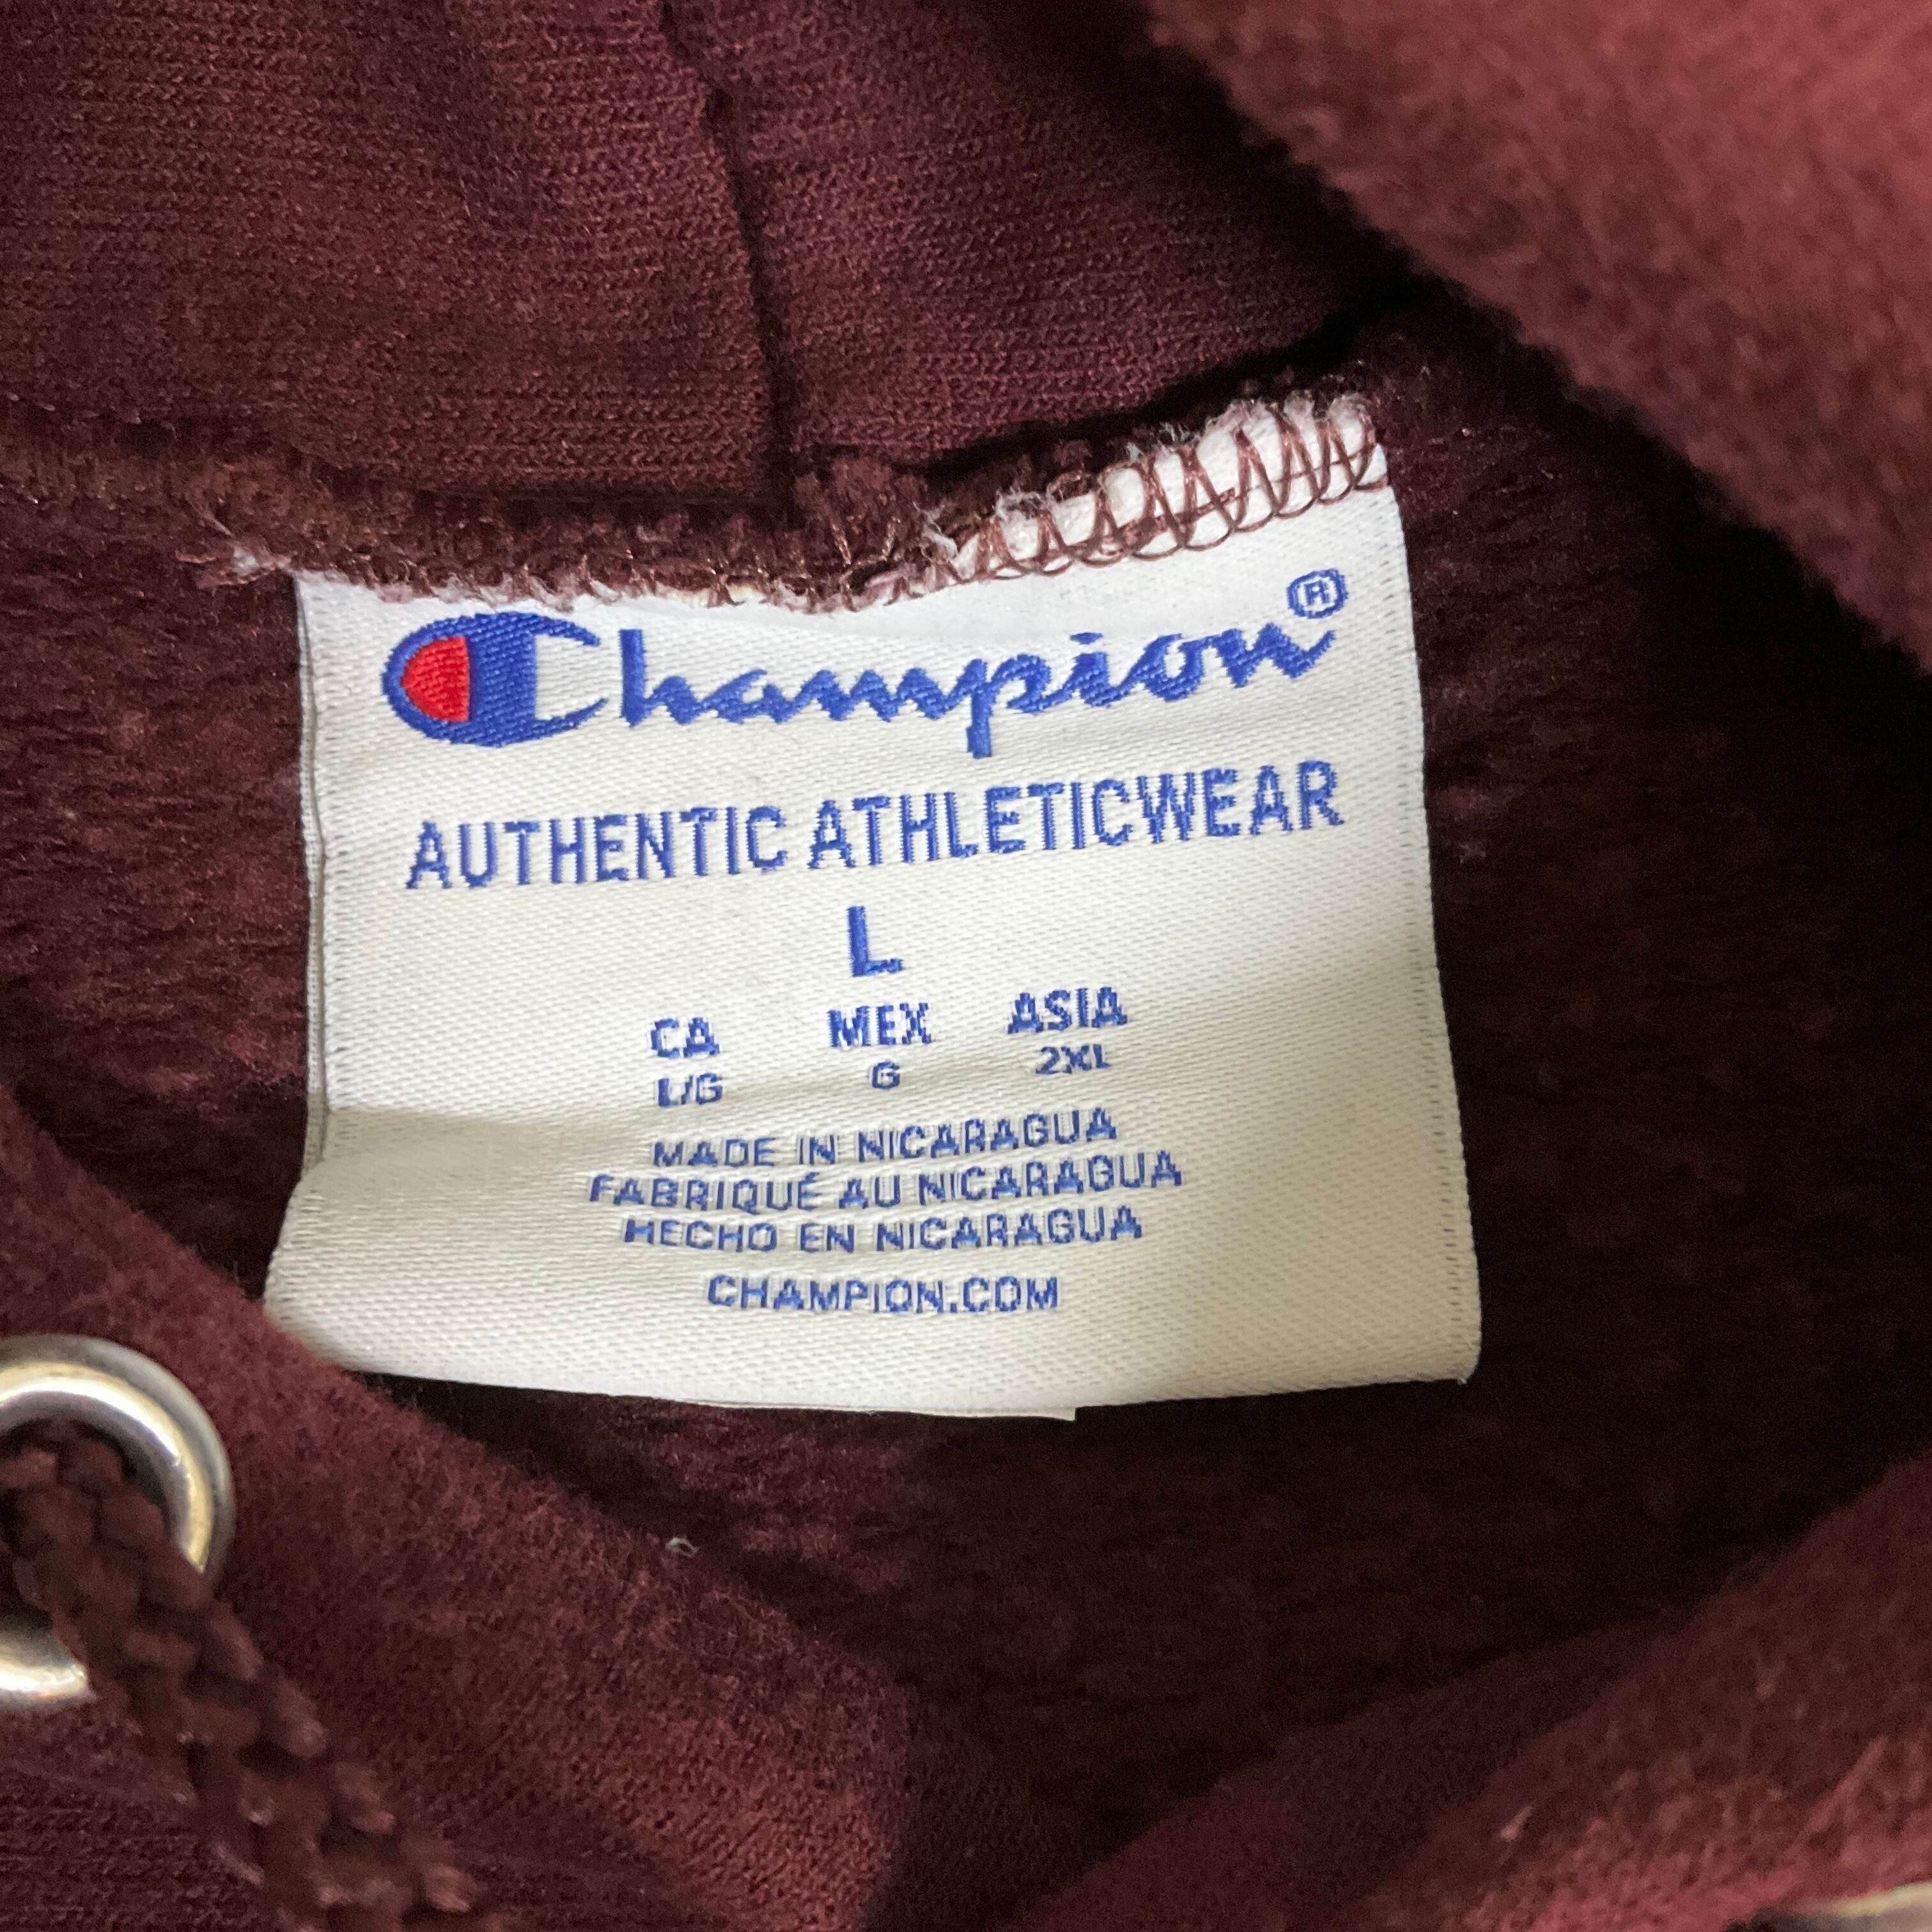 Champion®
AUTHENTIC ATHLETICWEAR
L
CA MEX ASIA
L/G G 2XL
MADE IN NICARAGUA
FABRIQUÉ AU NICARAGUA
HECHO EN NICARAGUA
CHAMPION.COM